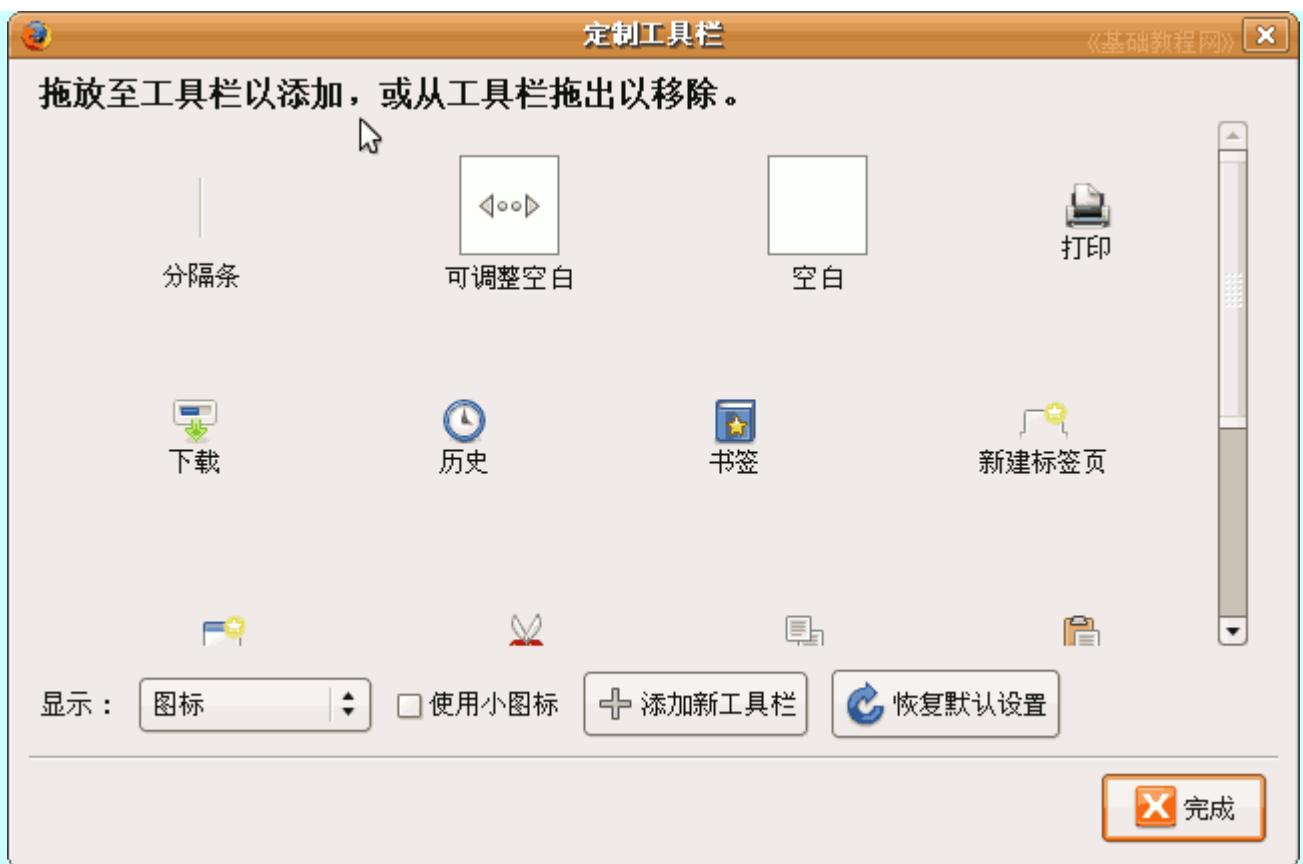 定制工具栏
《基础教程网》
拖放至工具栏以添加，或从工具栏拖出以移除。
分隔条
可调整空白
空白
打印
下载
历史
书签
新建标签页
显示：
图标
使用小图标
添加新工具栏
恢复默认设置
完成